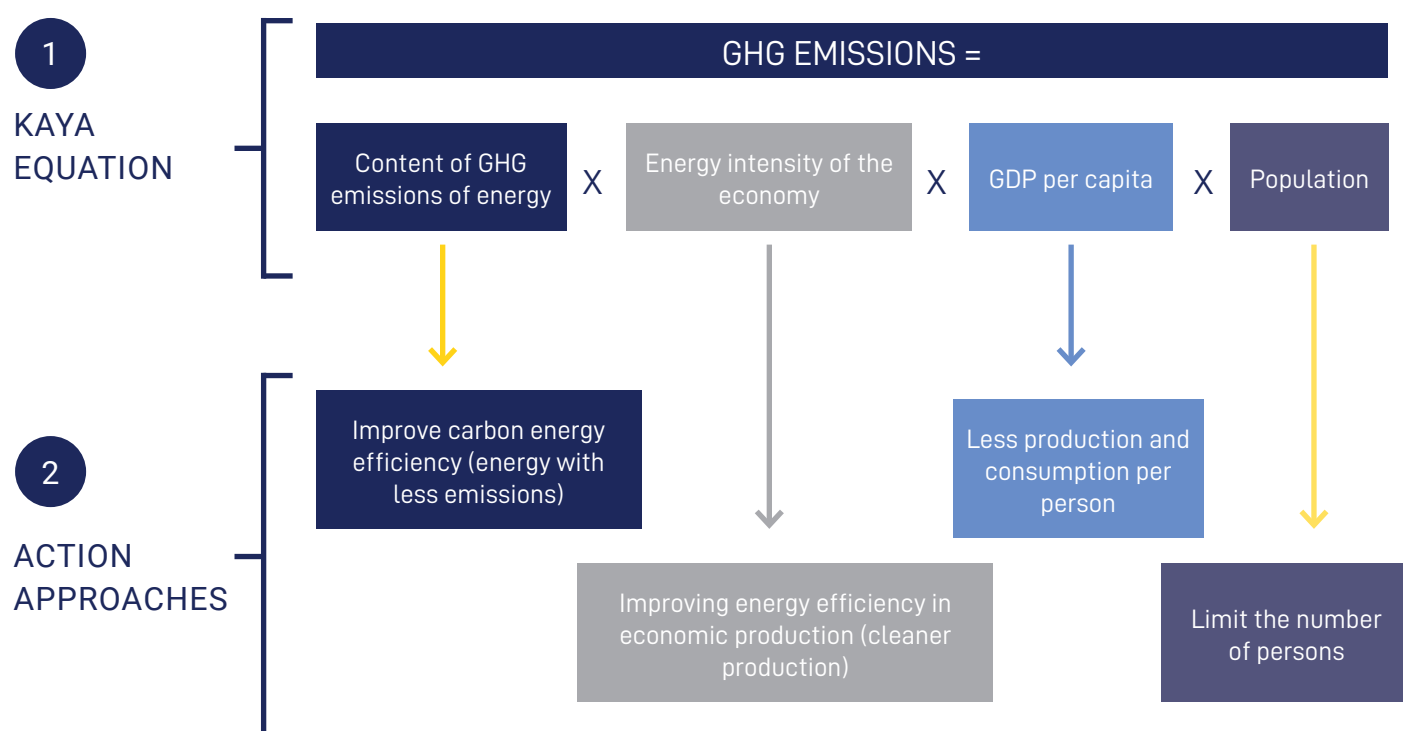 1
KAYA
EQUATION
GHG EMISSIONS =
Content of GHG
emissions of energy
X
Energy intensity of the
economy
X
GDP per capita
X
Population
2
ACTION
APPROACHES
Improve carbon energy
efficiency (energy with
less emissions)
Less production and
consumption per
person
Improving energy efficiency in
economic production (cleaner
production)
Limit the number
of persons